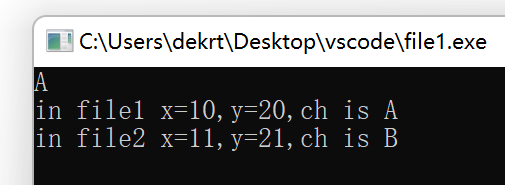 C:\Users\dekrt\Desktop\vscode\file1.exe
A
in file1 x=10,y=20,ch is A
in file2 x=11,y=21,ch is B